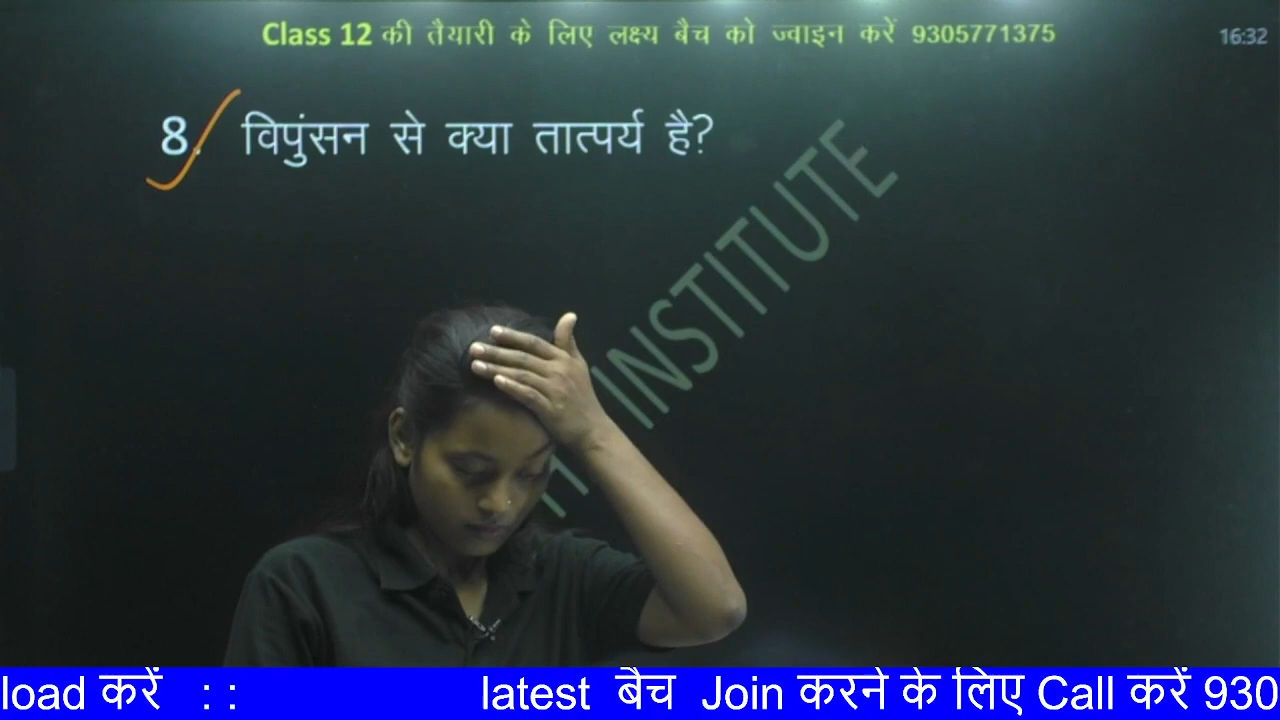 Class 12 की तैयारी के लिए लक्ष्य बैच को ज्वाइन करें 9305771375
16:32
8. विपुंसन से क्या तात्पर्य है?
INSTITUTE
load करें : : latest बैच Join करने के लिए Call करें 930